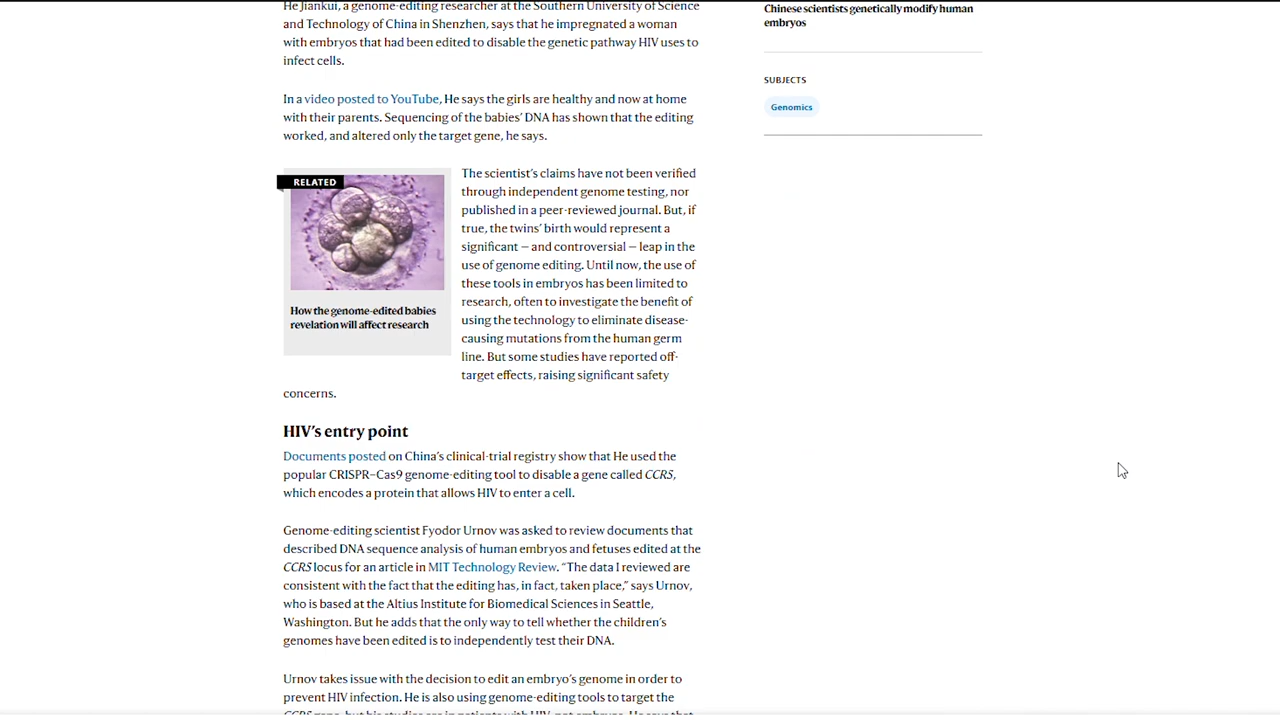 He Jiankui, a genome-editing researcher at the Southern University of Science
and Technology of China in Shenzhen, says that he impregnated a woman
with embryos that had been edited to disable the genetic pathway HIV uses to
infect cells.
In a video posted to YouTube, He says the girls are healthy and now at home
with their parents. Sequencing of the babies’ DNA has shown that the editing
worked, and altered only the target gene, he says.
RELATED
How the genome-edited babies
revelation will affect research
The scientist’s claims have not been verified
through independent genome testing, nor
published in a peer-reviewed journal. But, if
true, the twins’ birth would represent a
significant — and controversial — leap in the
use of genome editing. Until now, the use of
these tools in embryos has been limited to
research, often to investigate the benefit of
using the technology to eliminate disease-
causing mutations from the human germ
line. But some studies have reported off-
target effects, raising significant safety
concerns.
HIV’s entry point
Documents posted on China’s clinical-trial registry show that He used the
popular CRISPR–Cas9 genome-editing tool to disable a gene called CCRS,
which encodes a protein that allows HIV to enter a cell.
Genome-editing scientist Fyodor Urnov was asked to review documents that
described DNA sequence analysis of human embryos and fetuses edited at the
CCRS locus for an article in MIT Technology Review. “The data I reviewed are
consistent with the fact that the editing has, in fact, taken place,” says Urnov,
who is based at the Altius Institute for Biomedical Sciences in Seattle,
Washington. But he adds that the only way to tell whether the children’s
genomes have been edited is to independently test their DNA.
Urnov takes issue with the decision to edit an embryo’s genome in order to
prevent HIV infection. He is also using genome-editing tools to target the
Chinese scientists genetically modify human
embryos
SUBJECTS
Genomics